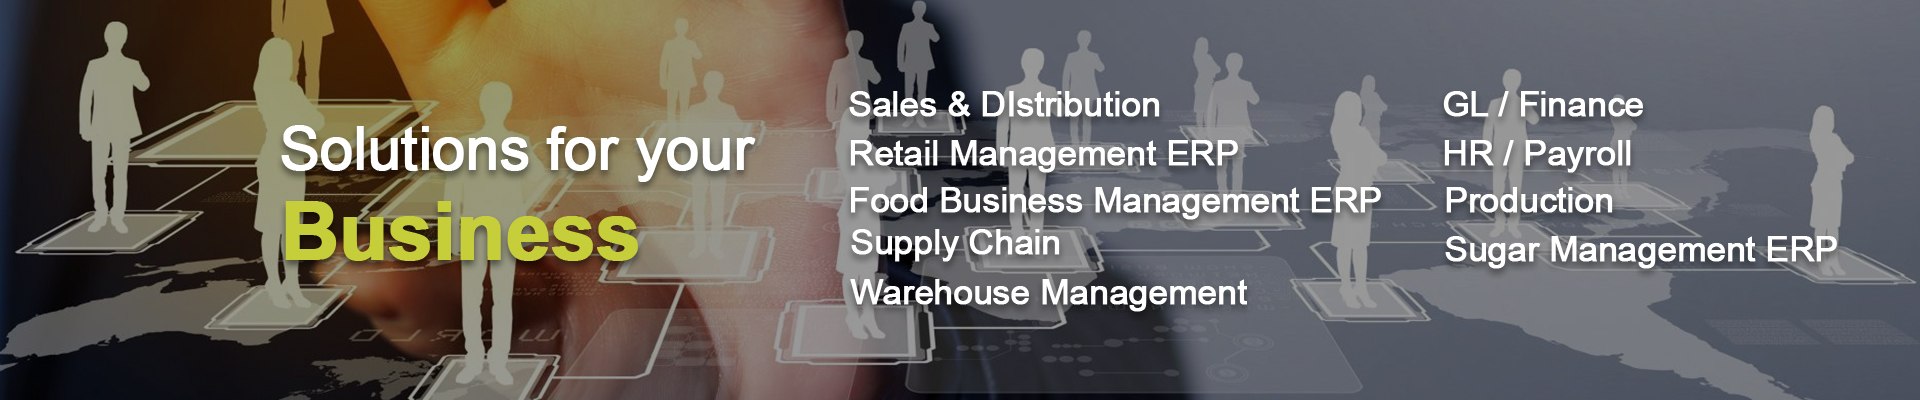 Solutions for your
Business
Sales & DIstribution
Retail Management ERP
Food Business Management ERP
Supply Chain
Warehouse Management
GL / Finance
HR / Payroll
Production
Sugar Management ERP